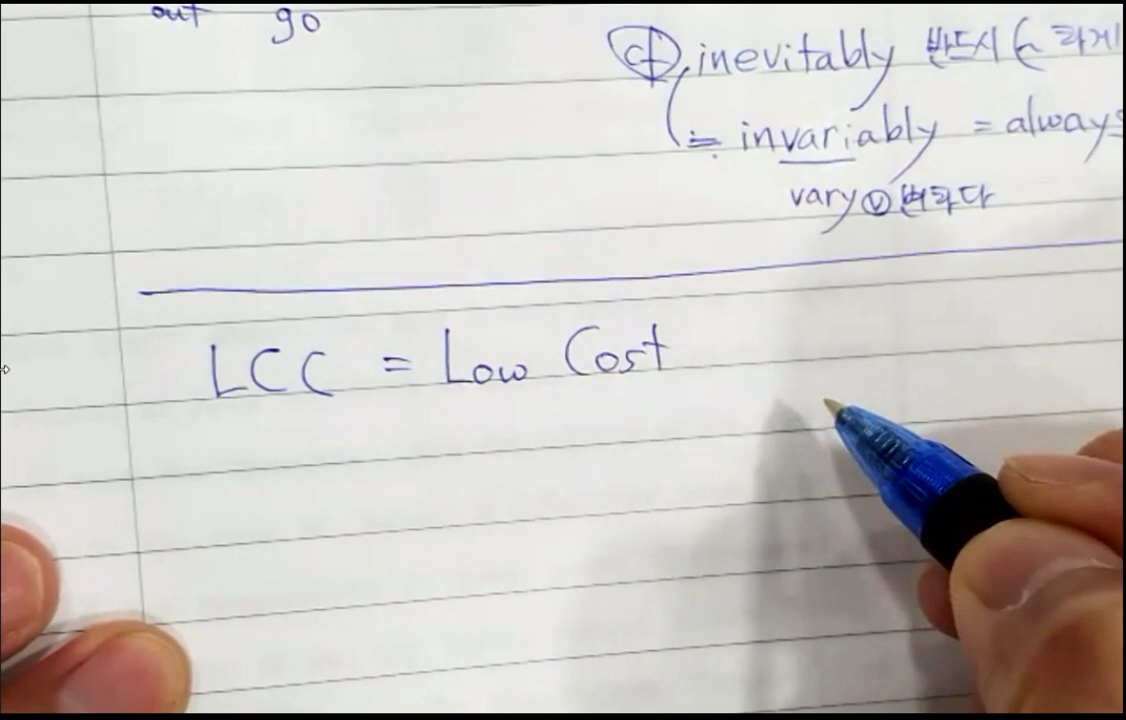 out go
cf. inevitably 반드시 (~ 하게
≒ invariably = always
vary ⓥ 변하다
LCC = Low Cost